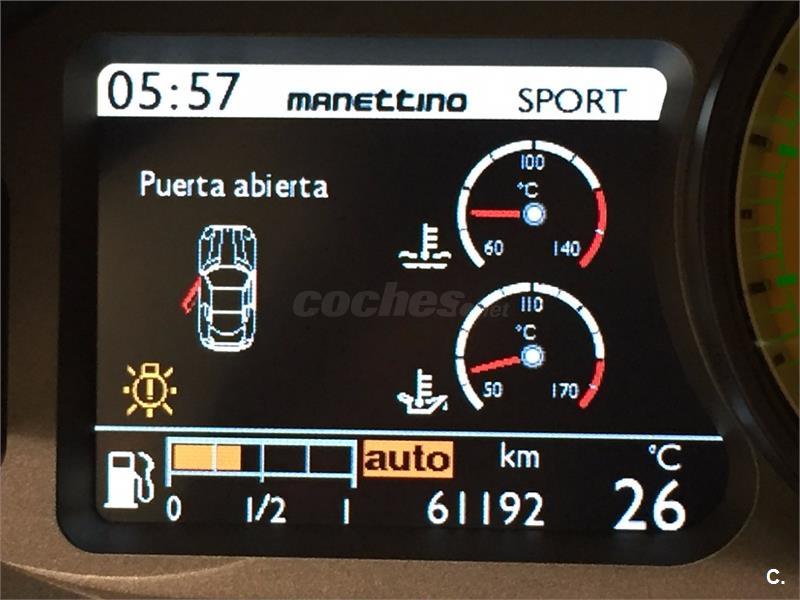 05:57 manettino SPORT
Puerta abierta
100
°C
60 140
110
°C
50 170
coches.net
auto km °C
0 1/2 1 61192 26
C.